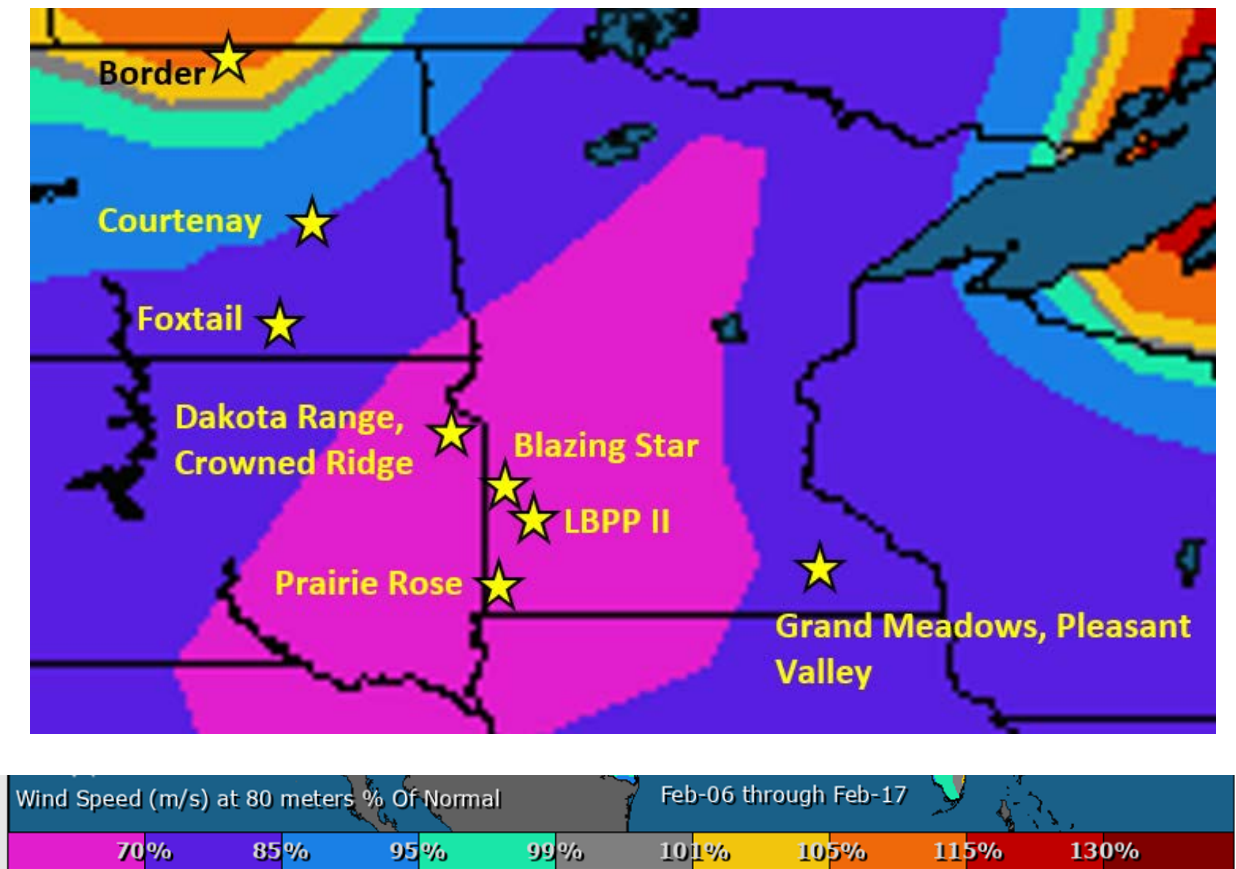 Border
Courtenay
Foxtail
Dakota Range,
Crowned Ridge
Blazing Star
LBPP II
Prairie Rose
Grand Meadows, Pleasant
Valley
Wind Speed (m/s) at 80 meters % Of Normal
Feb-06 through Feb-17
70% 85% 95% 99% 101% 105% 115% 130%